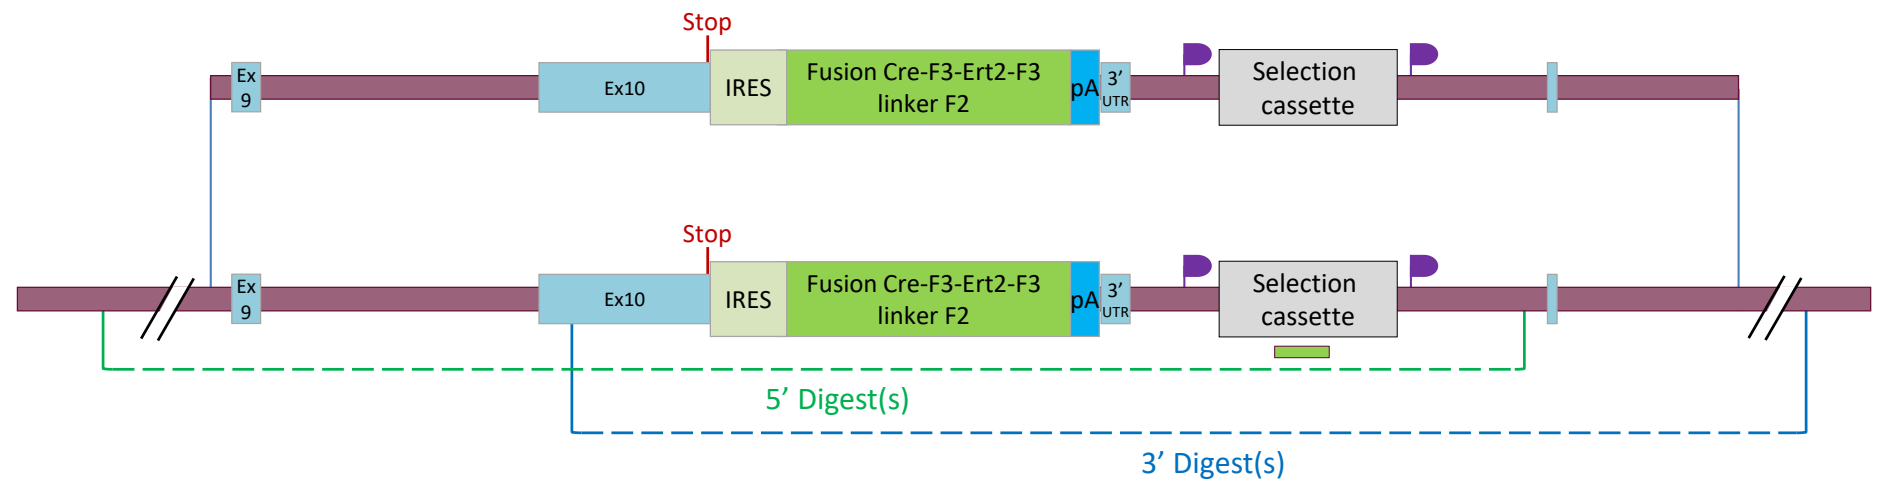 Stop
Ex
9
Ex10
IRES
Fusion Cre-F3-Ert2-F3
linker F2
pA
3’
UTR
Selection
cassette
Stop
Ex
9
Ex10
IRES
Fusion Cre-F3-Ert2-F3
linker F2
pA
3’
UTR
Selection
cassette
5’ Digest(s)
3’ Digest(s)